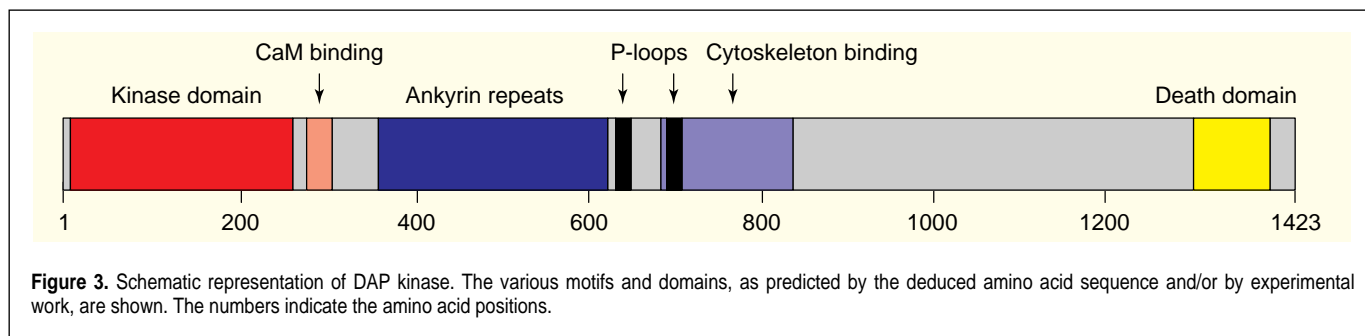 CaM binding P-loops Cytoskeleton binding
Kinase domain Ankyrin repeats Death domain
1 200 400 600 800 1000 1200 1423
Figure 3. Schematic representation of DAP kinase. The various motifs and domains, as predicted by the deduced amino acid sequence and/or by experimental
work, are shown. The numbers indicate the amino acid positions.